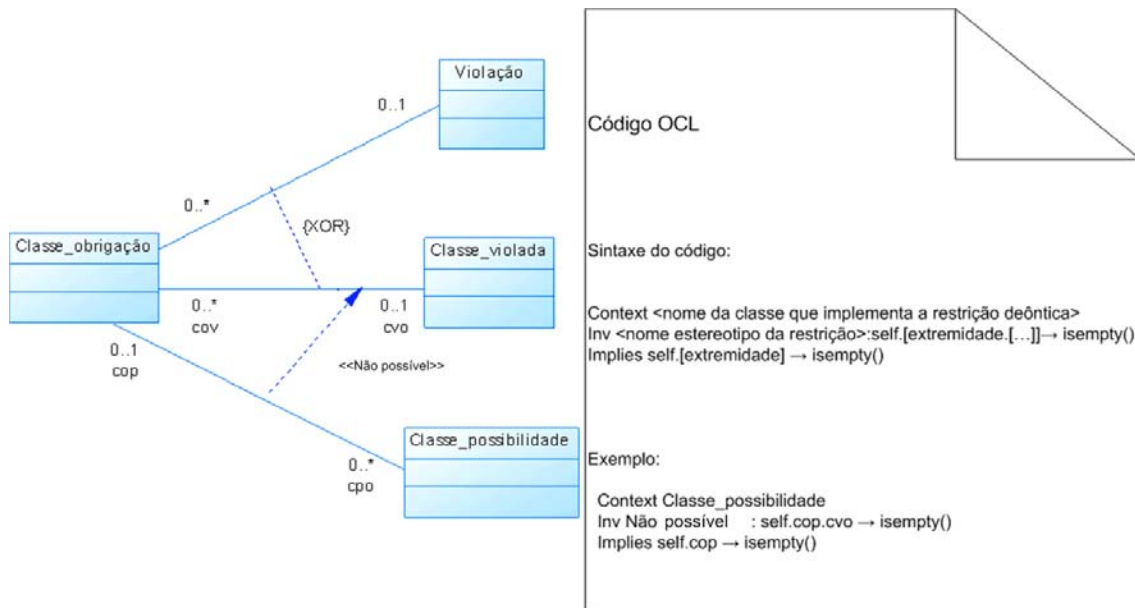 Violação
0..1
0..*
{XOR}
Classe_obrigação
Classe_violada
0..*
cov
0..1
cvo
0..1
cop
<<Não possível>>
Classe_possibilidade
0..*
cpo
Código OCL
Sintaxe do código:
Context <nome da classe que implementa a restrição deôntica>
Inv <nome estereotipo da restrição>:self.[extremidade.[...]]→ isempty()
Implies self.[extremidade] → isempty()
Exemplo:
Context Classe_possibilidade
Inv Não possível : self.cop.cvo → isempty()
Implies self.cop → isempty()